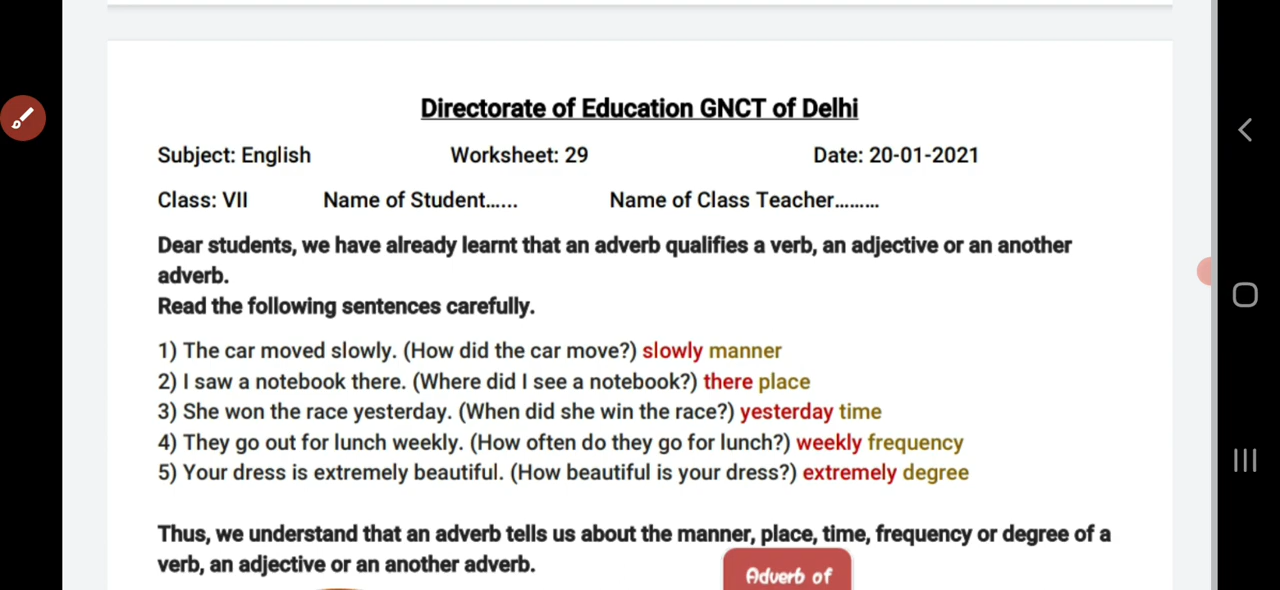 Directorate of Education GNCT of Delhi
Subject: English Worksheet: 29 Date: 20-01-2021
Class: VII Name of Student...... Name of Class Teacher.........
Dear students, we have already learnt that an adverb qualifies a verb, an adjective or an another
adverb.
Read the following sentences carefully.
1) The car moved slowly. (How did the car move?) slowly manner
2) I saw a notebook there. (Where did I see a notebook?) there place
3) She won the race yesterday. (When did she win the race?) yesterday time
4) They go out for lunch weekly. (How often do they go for lunch?) weekly frequency
5) Your dress is extremely beautiful. (How beautiful is your dress?) extremely degree
Thus, we understand that an adverb tells us about the manner, place, time, frequency or degree of a
verb, an adjective or an another adverb.
Adverb of